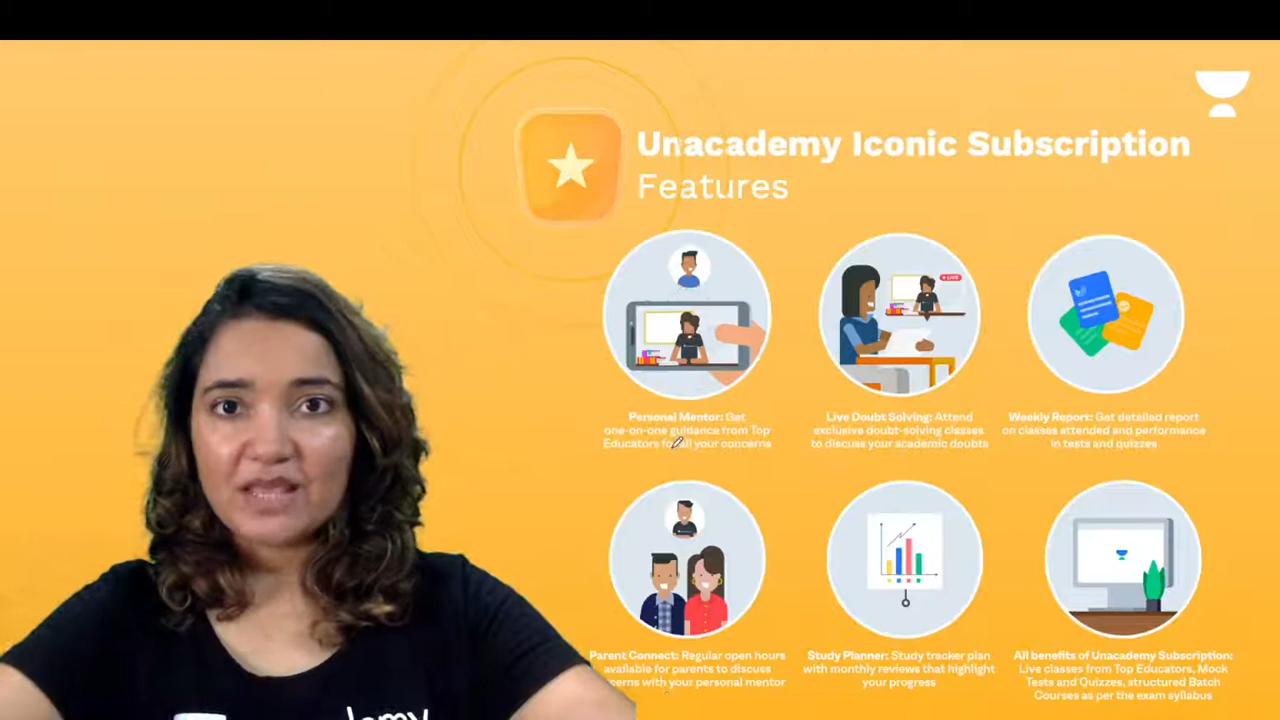 Unacademy Iconic Subscription
Features
LIVE
Personal Mentor: Get
one-on-one guidance from Top
Educators for all your concerns
Live Doubt Solving: Attend
exclusive doubt-solving classes
to discuss your academic doubts
Weekly Report: Get detailed report
on classes attended and performance
in tests and quizzes
Parent Connect: Regular open hours
available for parents to discuss
with your personal mentor
Study Planner: Study tracker plan
with monthly reviews that highlight
your progress
All benefits of Unacademy Subscription:
Live classes from Top Educators, Mock
Tests and Quizzes, structured Batch
Courses as per the exam syllabus